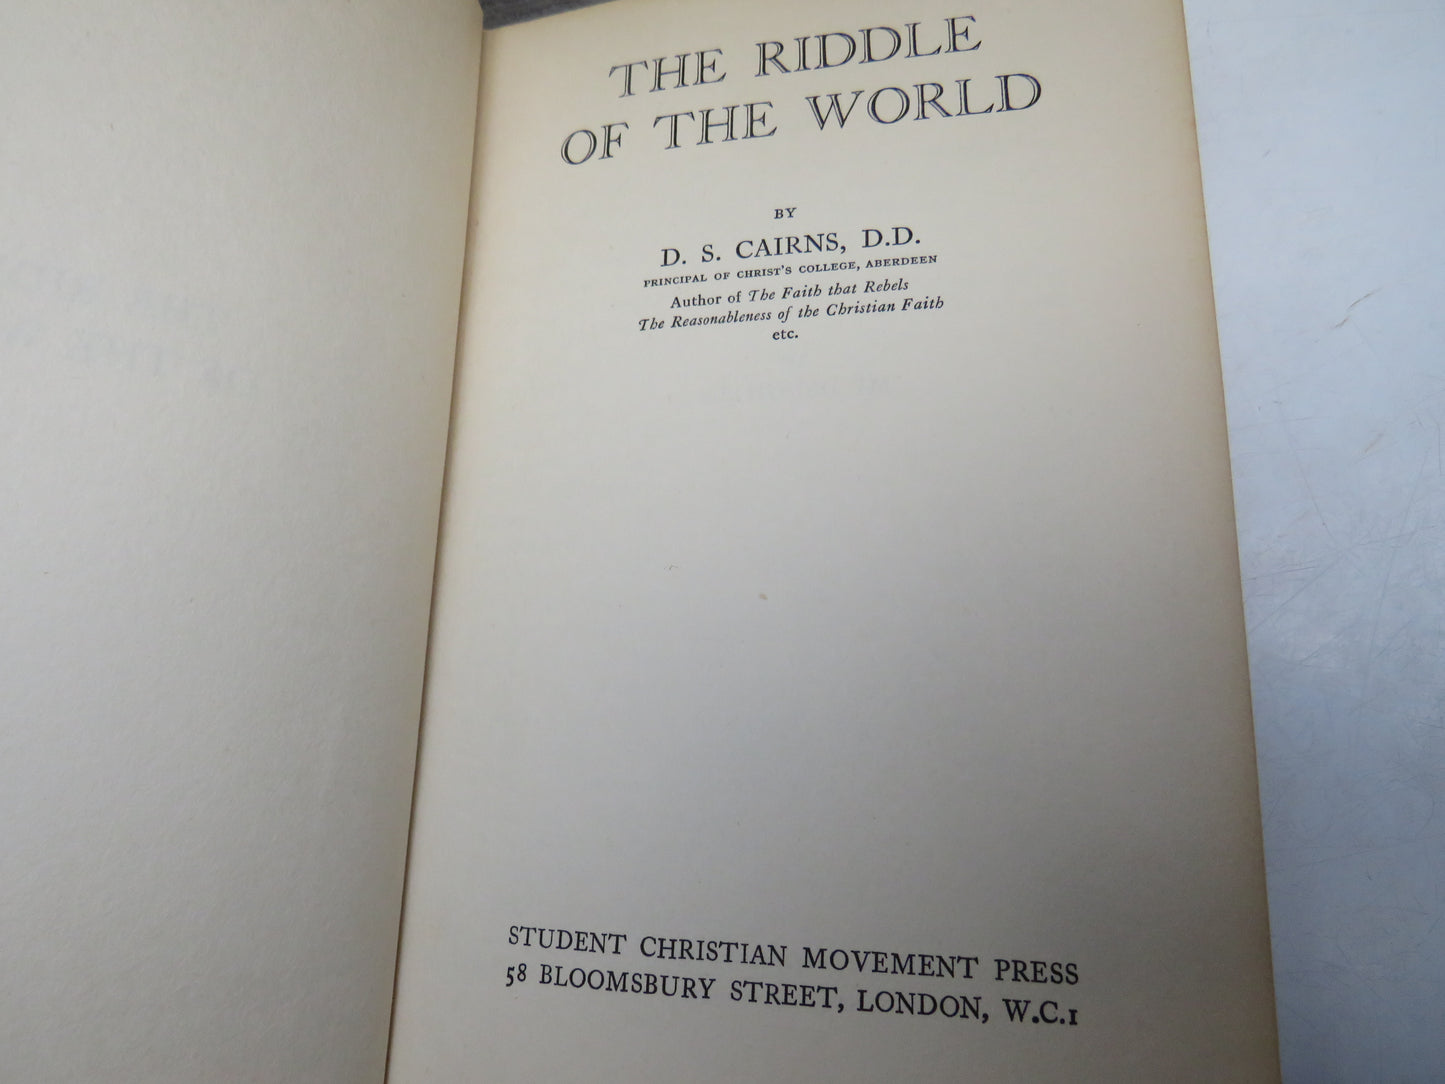 THE RIDDLE
OF THE WORLD
BY
D. S. CAIRNS, D.D.
PRINCIPAL OF CHRIST'S COLLEGE, ABERDEEN
Author of The Faith that Rebels
The Reasonableness of the Christian Faith
etc.
STUDENT CHRISTIAN MOVEMENT PRESS
58 BLOOMSBURY STREET, LONDON, W.C.1